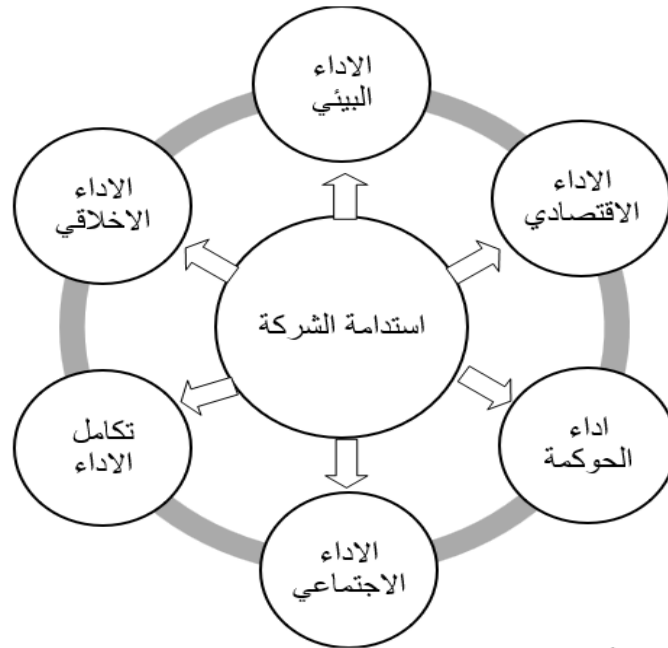 الاداء
البيئي
الاداء
الاقتصادي
الاداء
الاخلاقي
استدامة الشركة
اداء
الحوكمة
تكامل
الاداء
الاداء
الاجتماعي